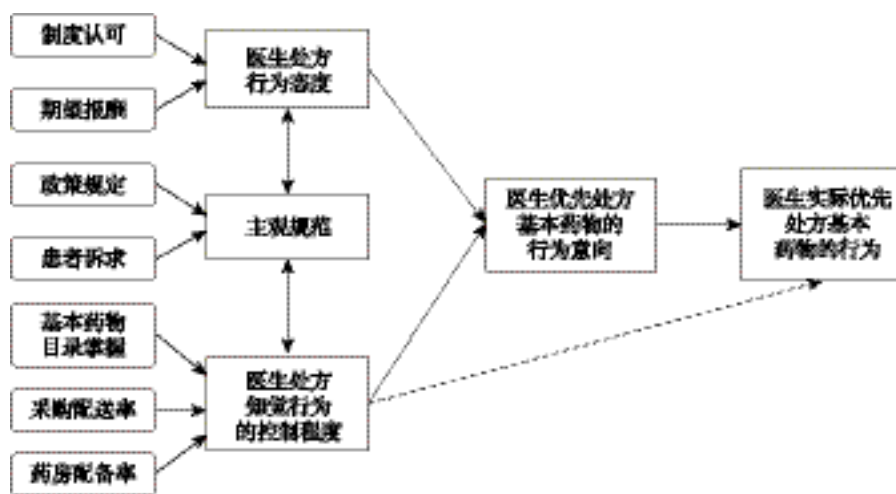 制度认可
期望报酬
政策规定
患者诉求
基本药物
目录掌握
采购配送率
药房配备率
医生处方
行为态度
主观规范
医生处方
知觉行为
的控制程度
医生优先处方
基本药物的
行为意向
医生实际优先
处方基本
药物的行为